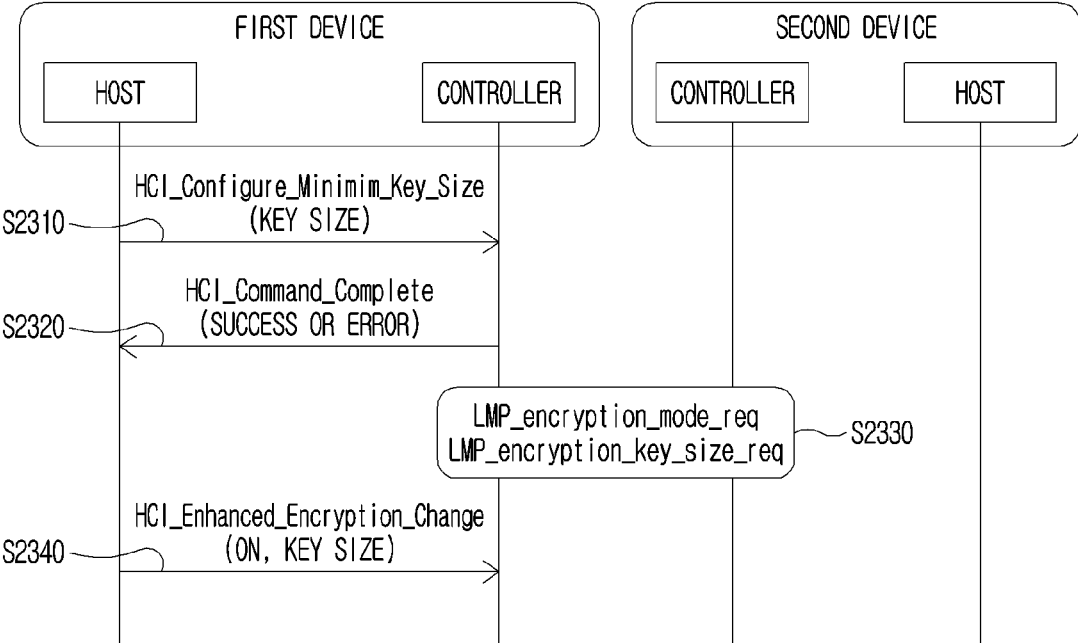 FIRST DEVICE
SECOND DEVICE
HOST
CONTROLLER
CONTROLLER
HOST
HCI_Configure_Minimim_Key_Size
(KEY SIZE)
S2310
HCI_Command_Complete
(SUCCESS OR ERROR)
S2320
LMP_encryption_mode_req
LMP_encryption_key_size_req
S2330
HCI_Enhanced_Encryption_Change
(ON, KEY SIZE)
S2340